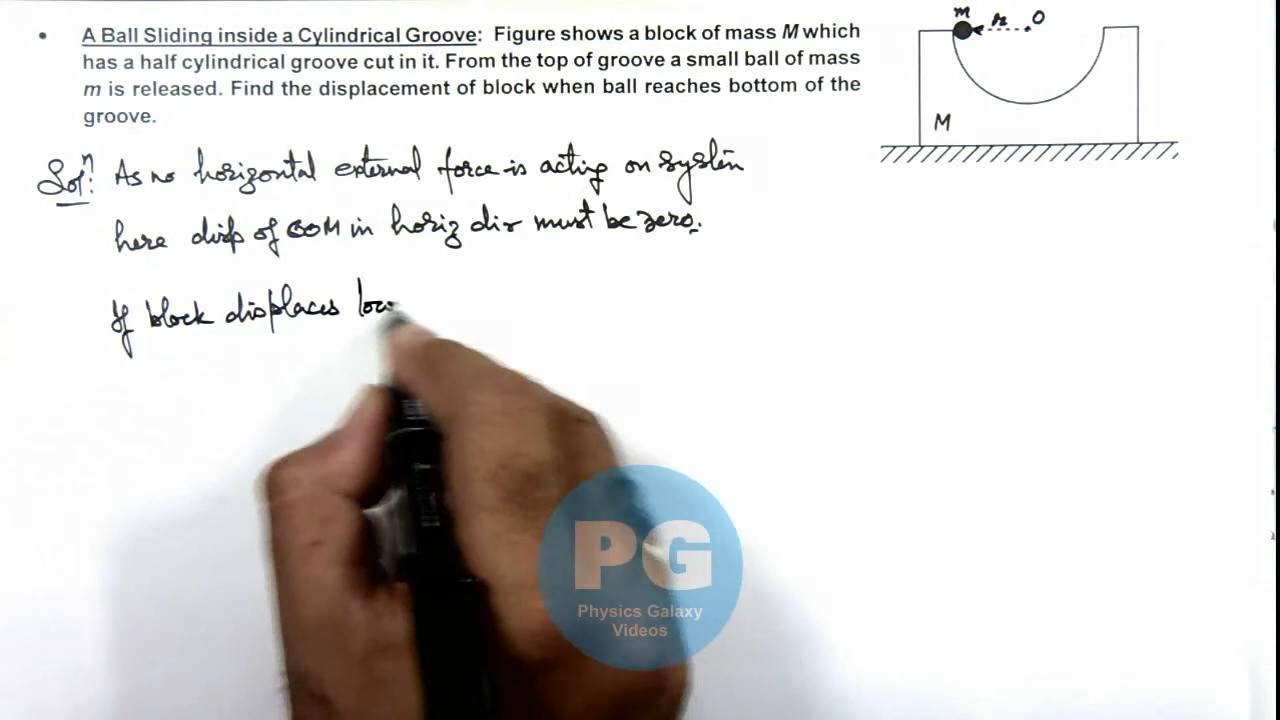 • A Ball Sliding inside a Cylindrical Groove: Figure shows a block of mass M which
has a half cylindrical groove cut in it. From the top of groove a small ball of mass
m is released. Find the displacement of block when ball reaches bottom of the
groove.
m r O
M
Solⁿ: As no horizontal external force is acting on system
here disp of COM in horiz dir must be zero.
If block displaces low
PG
Physics Galaxy
Videos